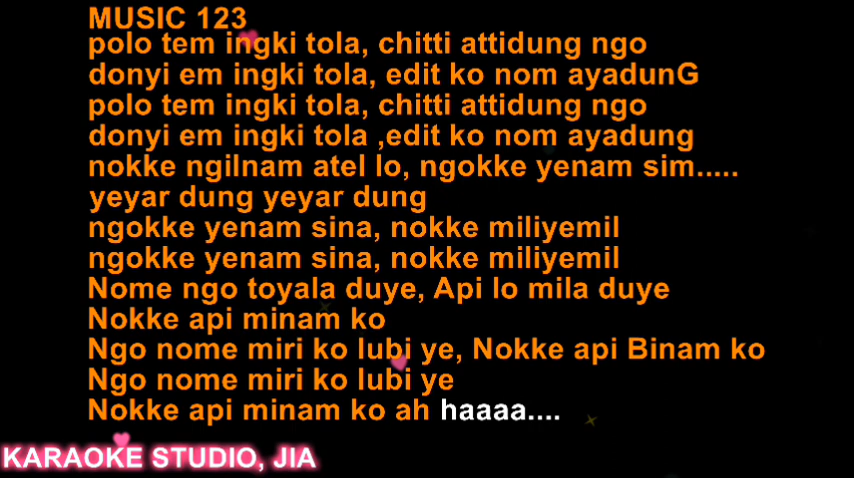 MUSIC 123
polo tem ingki tola, chitti attidung ngo
donyi em ingki tola, edit ko nom ayadunG
polo tem ingki tola, chitti attidung ngo
donyi em ingki tola ,edit ko nom ayadung
nokke ngilnam atel lo, ngokke yenam sim.....
yeyar dung yeyar dung
ngokke yenam sina, nokke miliyemil
ngokke yenam sina, nokke miliyemil
Nome ngo toyala duye, Api lo mila duye
Nokke api minam ko
Ngo nome miri ko lubi ye, Nokke api Binam ko
Ngo nome miri ko lubi ye
Nokke api minam ko ah haaaa....
KARAOKE STUDIO, JIA